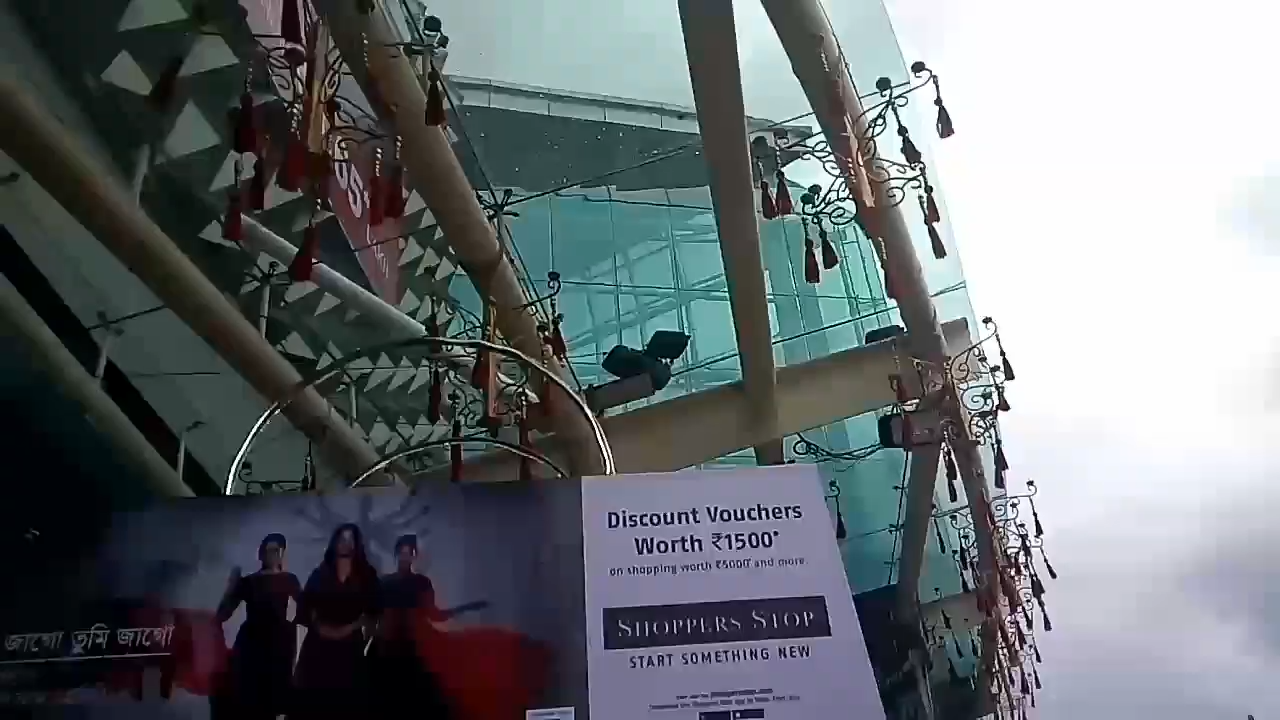 জাগো তুমি জাগো
Discount Vouchers
Worth ₹1500*
on shopping worth ₹5000* and more.
SHOPPERS STOP
START SOMETHING NEW